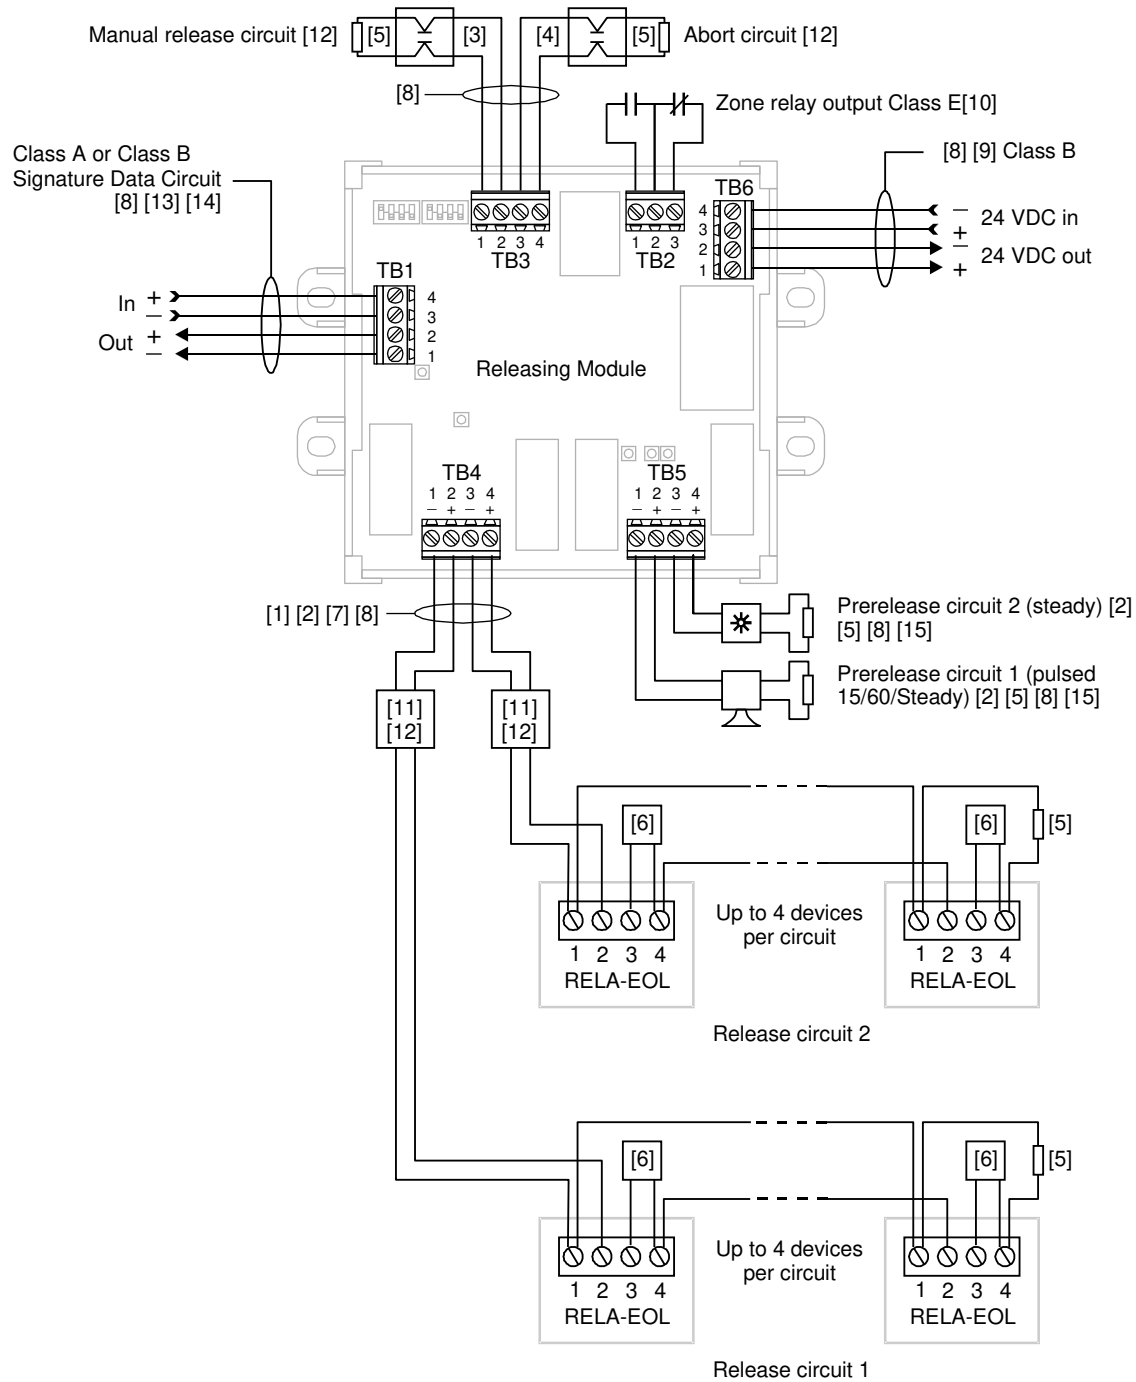 Manual release circuit [12] [5] [3] [4] [5] Abort circuit [12]
[8]
Zone relay output Class E[10]
Class A or Class B
Signature Data Circuit
[8] [13] [14]
[8] [9] Class B
TB6
4 − 24 VDC in
3 +
2 − 24 VDC out
1 +
1 2 3 4
TB3
1 2 3
TB2
TB1
In + 4
− 3
Out + 2
− 1
Releasing Module
TB4
1 2 3 4
− + − +
TB5
1 2 3 4
− + − +
[1] [2] [7] [8]
Prerelease circuit 2 (steady) [2]
[5] [8] [15]
Prerelease circuit 1 (pulsed
15/60/Steady) [2] [5] [8] [15]
[11]
[12]
[11]
[12]
[6]
[6]
[5]
Up to 4 devices
per circuit
1 2 3 4
RELA-EOL
1 2 3 4
RELA-EOL
Release circuit 2
[6]
[6]
[5]
Up to 4 devices
per circuit
1 2 3 4
RELA-EOL
1 2 3 4
RELA-EOL
Release circuit 1